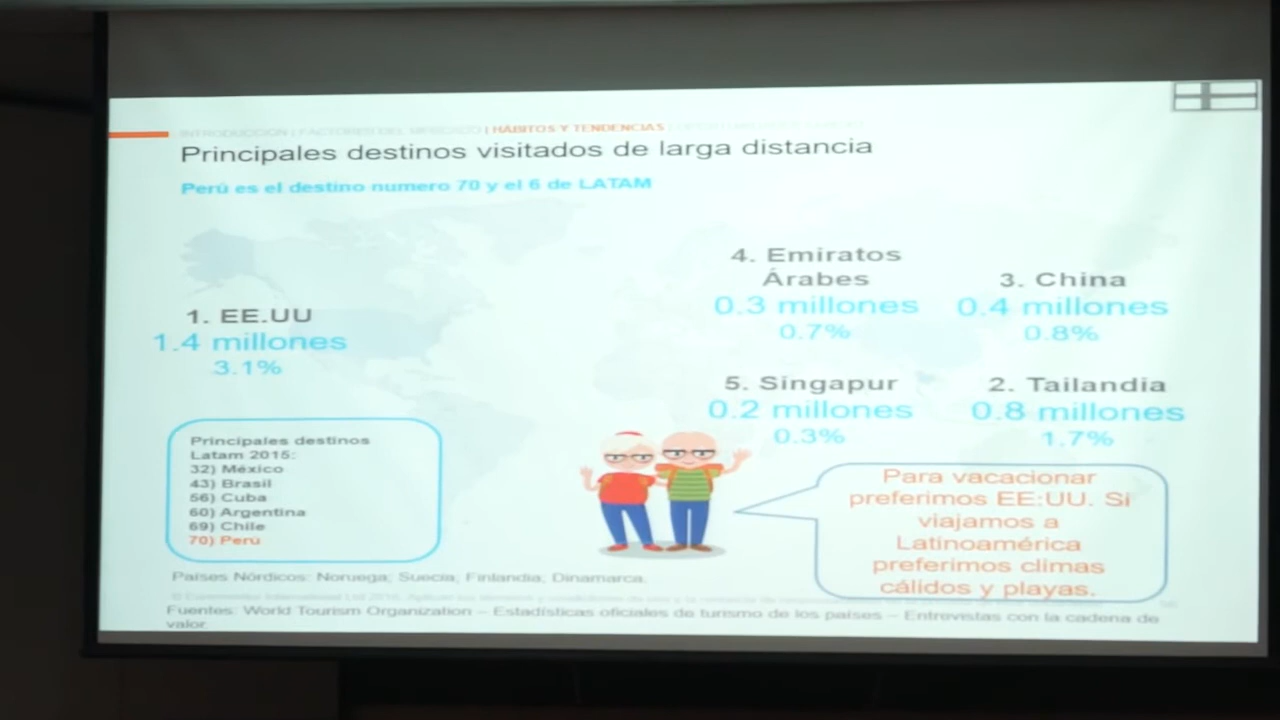 INTRODUCCIÓN | FACTORES DEL MERCADO | HÁBITOS Y TENDENCIAS
Principales destinos visitados de larga distancia
Perú es el destino numero 70 y el 6 de LATAM
4. Emiratos
Árabes
0.3 millones
0.7%
3. China
0.4 millones
0.8%
1. EE.UU
1.4 millones
3.1%
5. Singapur
0.2 millones
0.3%
2. Tailandia
0.8 millones
1.7%
Principales destinos
Latam 2015:
32) México
43) Brasil
56) Cuba
60) Argentina
69) Chile
70) Perú
Para vacacionar
preferimos EE:UU. Si
viajamos a
Latinoamérica
preferimos climas
cálidos y playas.
Países Nórdicos: Noruega; Suecia; Finlandia; Dinamarca.
Fuentes: World Tourism Organization – Estadísticas oficiales de turismo de los países – Entrevistas con la cadena de
valor.